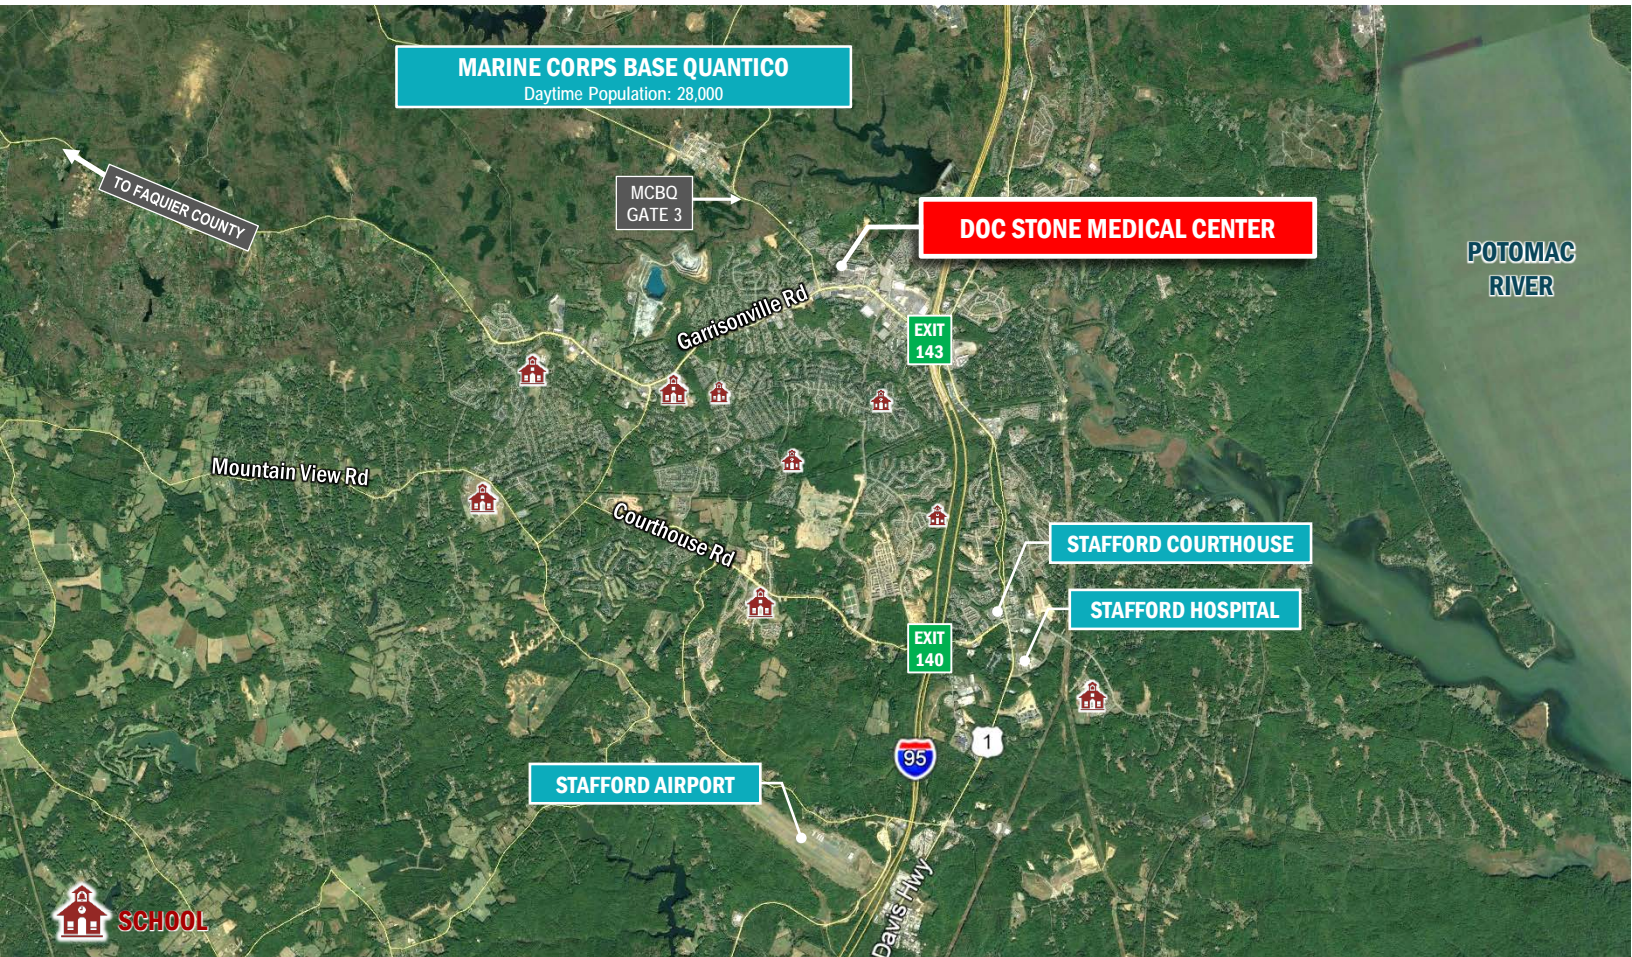 MARINE CORPS BASE QUANTICO
Daytime Population: 28,000
TO FAQUIER COUNTY
MCBQ
GATE 3
DOC STONE MEDICAL CENTER
POTOMAC
RIVER
Garrisonville Rd
EXIT
143
Mountain View Rd
Courthouse Rd
STAFFORD COURTHOUSE
STAFFORD HOSPITAL
EXIT
140
1
95
STAFFORD AIRPORT
Davis Hwy
SCHOOL